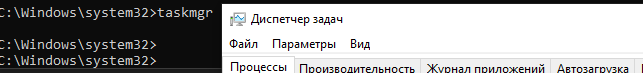 C:\Windows\system32>taskmgr
C:\Windows\system32>
C:\Windows\system32>
Диспетчер задач
Файл Параметры Вид
Процессы Производительность Журнал приложений Автозагрузка